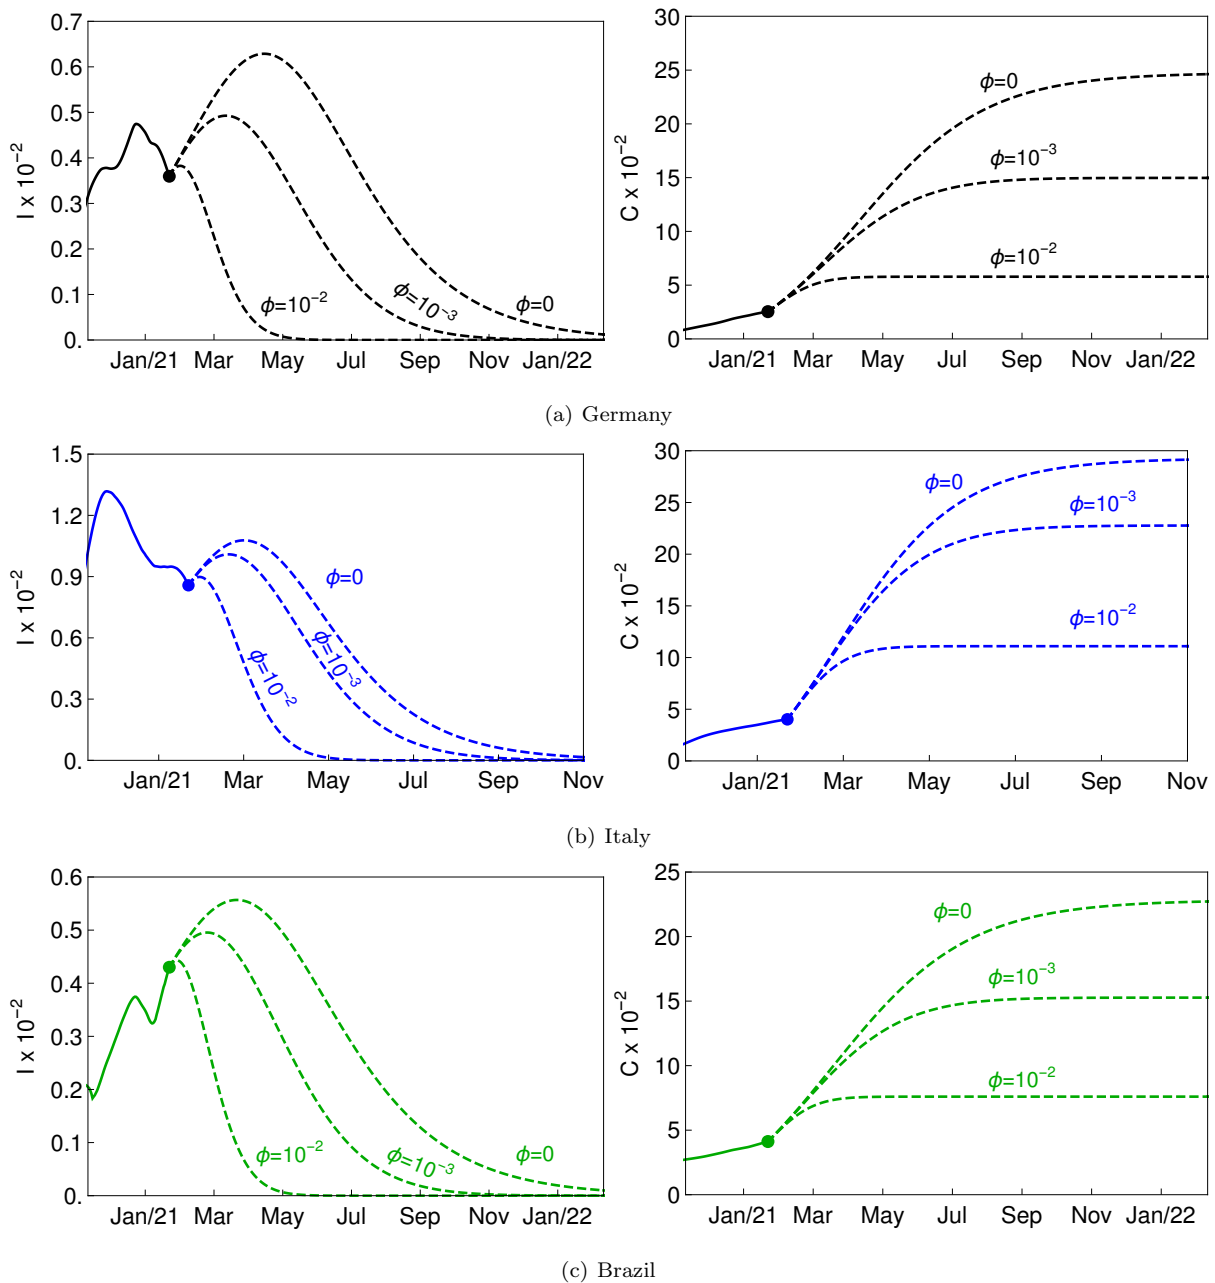 0.7
0.6
0.5
0.4
0.3
0.2
0.1
0.
I x 10⁻²
ϕ=10⁻²
ϕ=10⁻³
ϕ=0
Jan/21 Mar May Jul Sep Nov Jan/22
30
25
20
15
10
5
0
C x 10⁻²
ϕ=0
ϕ=10⁻³
ϕ=10⁻²
Jan/21 Mar May Jul Sep Nov Jan/22
(a) Germany
1.5
1.2
0.9
0.6
0.3
0.
I x 10⁻²
ϕ=0
ϕ=10⁻³
ϕ=10⁻²
Jan/21 Mar May Jul Sep Nov
30
25
20
15
10
5
0
C x 10⁻²
ϕ=0
ϕ=10⁻³
ϕ=10⁻²
Jan/21 Mar May Jul Sep Nov
(b) Italy
0.6
0.5
0.4
0.3
0.2
0.1
0.
I x 10⁻²
ϕ=10⁻²
ϕ=10⁻³
ϕ=0
Jan/21 Mar May Jul Sep Nov Jan/22
25
20
15
10
5
0
C x 10⁻²
ϕ=0
ϕ=10⁻³
ϕ=10⁻²
Jan/21 Mar May Jul Sep Nov Jan/22
(c) Brazil